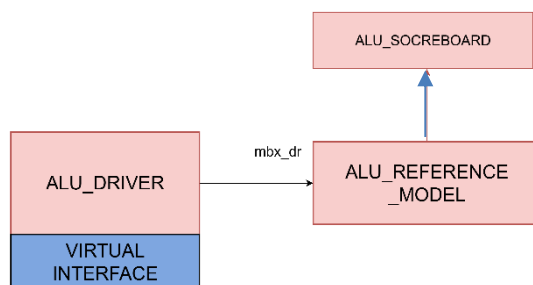 ALU_SOCREBOARD
mbx_dr
ALU_DRIVER
ALU_REFERENCE
_MODEL
VIRTUAL
INTERFACE